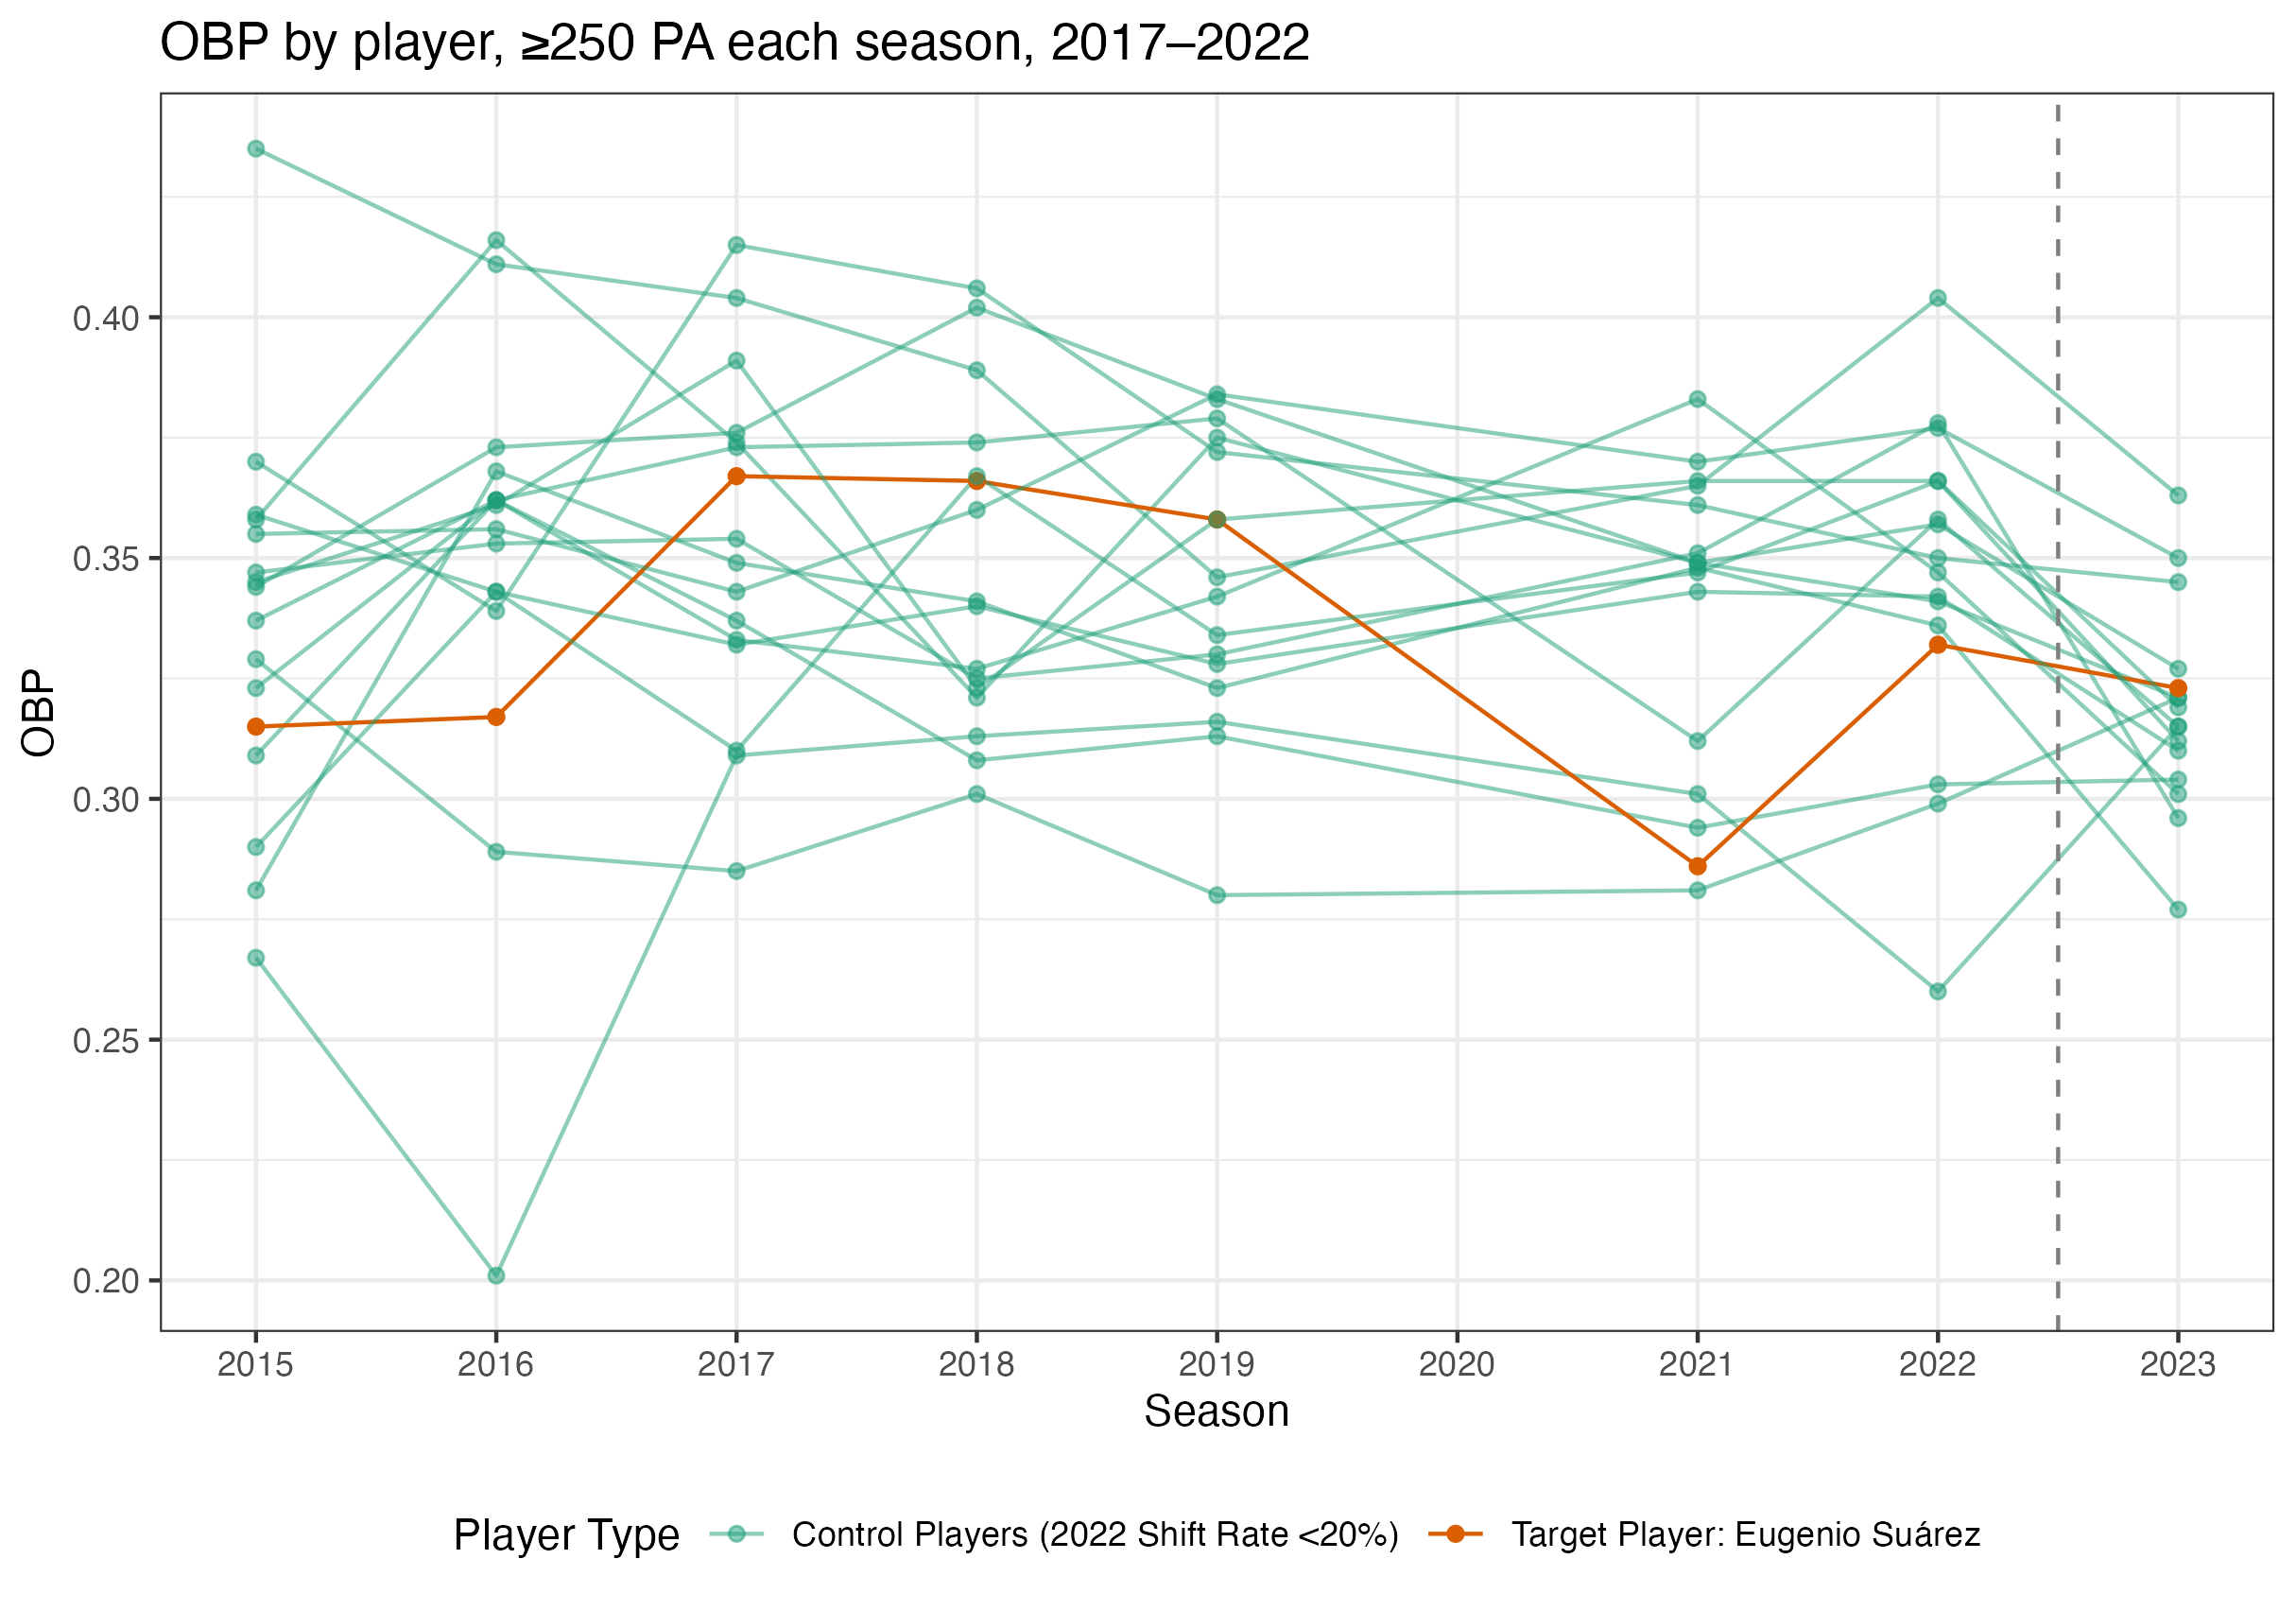 OBP by player, ≥250 PA each season, 2017–2022
OBP
0.40
0.35
0.30
0.25
0.20
2015 2016 2017 2018 2019 2020 2021 2022 2023
Season
Player Type Control Players (2022 Shift Rate <20%) Target Player: Eugenio Suárez